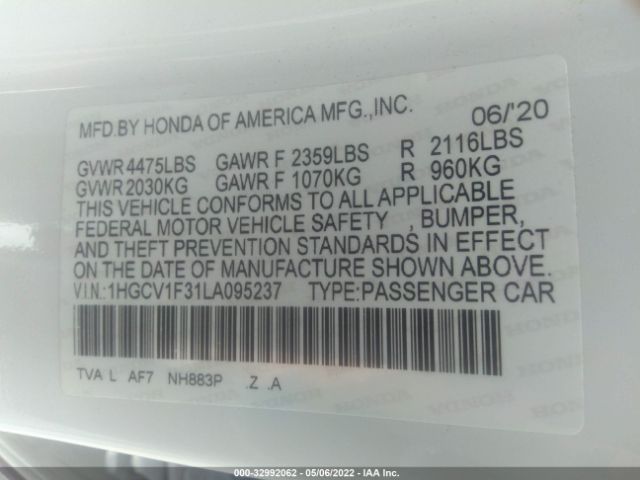 MFD.BY HONDA OF AMERICA MFG.,INC. 06/'20
GVWR 4475LBS GAWR F 2359LBS R 2116LBS
GVWR 2030KG GAWR F 1070KG R 960KG
THIS VEHICLE CONFORMS TO ALL APPLICABLE
FEDERAL MOTOR VEHICLE SAFETY , BUMPER,
AND THEFT PREVENTION STANDARDS IN EFFECT
ON THE DATE OF MANUFACTURE SHOWN ABOVE.
V.I.N.:1HGCV1F31LA095237 TYPE:PASSENGER CAR
TVA L AF7 NH883P .Z .A
000-32992062 - 05/06/2022 - IAA Inc.